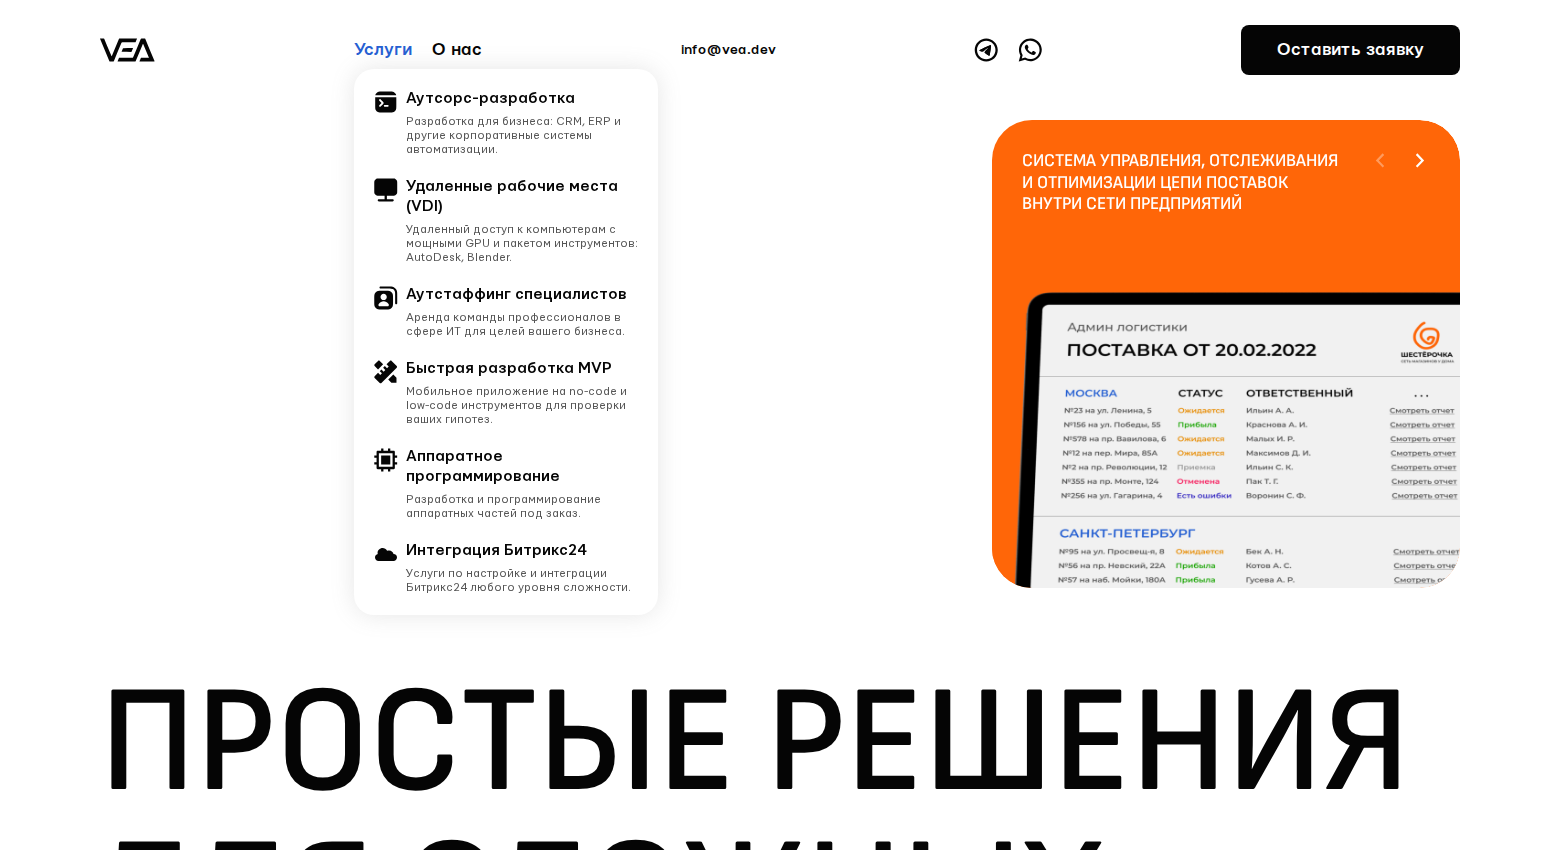 VEA
Услуги О нас
info@vea.dev
Оставить заявку
Аутсорс-разработка
Разработка для бизнеса: CRM, ERP и
другие корпоративные системы
автоматизации.
Удаленные рабочие места
(VDI)
Удаленный доступ к компьютерам с
мощными GPU и пакетом инструментов:
AutoDesk, Blender.
Аутстаффинг специалистов
Аренда команды профессионалов в
сфере ИТ для целей вашего бизнеса.
Быстрая разработка MVP
Мобильное приложение на no-code и
low-code инструментов для проверки
ваших гипотез.
Аппаратное
программирование
Разработка и программирование
аппаратных частей под заказ.
Интеграция Битрикс24
Услуги по настройке и интеграции
Битрикс24 любого уровня сложности.
СИСТЕМА УПРАВЛЕНИЯ, ОТСЛЕЖИВАНИЯ
И ОТПИМИЗАЦИИ ЦЕПИ ПОСТАВОК
ВНУТРИ СЕТИ ПРЕДПРИЯТИЙ
Админ логистики
ПОСТАВКА ОТ 20.02.2022
ШЕСТЁРОЧКА
МОСКВА СТАТУС ОТВЕТСТВЕННЫЙ ...
№23 на ул. Ленина, 5 Ожидается Ильин А. А. Смотреть отчет
№156 на ул. Победы, 55 Прибыла Краснова А. И. Смотреть отчет
№578 на пр. Вавилова, 6 Ожидается Малых И. Р. Смотреть отчет
№12 на пер. Мира, 85А Ожидается Максимов Д. И. Смотреть отчет
№2 на пр. Революции, 12 Приемка Ильин С. К. Смотреть отчет
№355 на пр. Монте, 124 Отменена Пак Т. Г. Смотреть отчет
№256 на ул. Гагарина, 4 Есть ошибки Воронин С. Ф. Смотреть отчет
САНКТ-ПЕТЕРБУРГ
№95 на ул. Просвещ-я, 8 Ожидается Бек А. Н. Смотреть отчет
№56 на пр. Невский, 22А Прибыла Котов А. С. Смотреть отче
№57 на наб. Мойки, 180А Прибыла Гусева А. Р. Смотреть
ПРОСТЫЕ РЕШЕНИЯ
ДЛЯ СЛОЖНЫХ